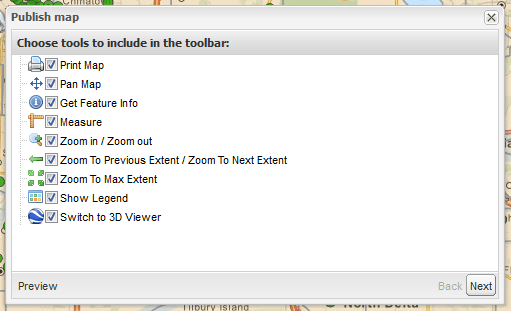 Chinatow
Publish map
Choose tools to include in the toolbar:
Print Map
Pan Map
Get Feature Info
Measure
Zoom in / Zoom out
Zoom To Previous Extent / Zoom To Next Extent
Zoom To Max Extent
Show Legend
Switch to 3D Viewer
Preview Back Next
Tilbury Island North Delta